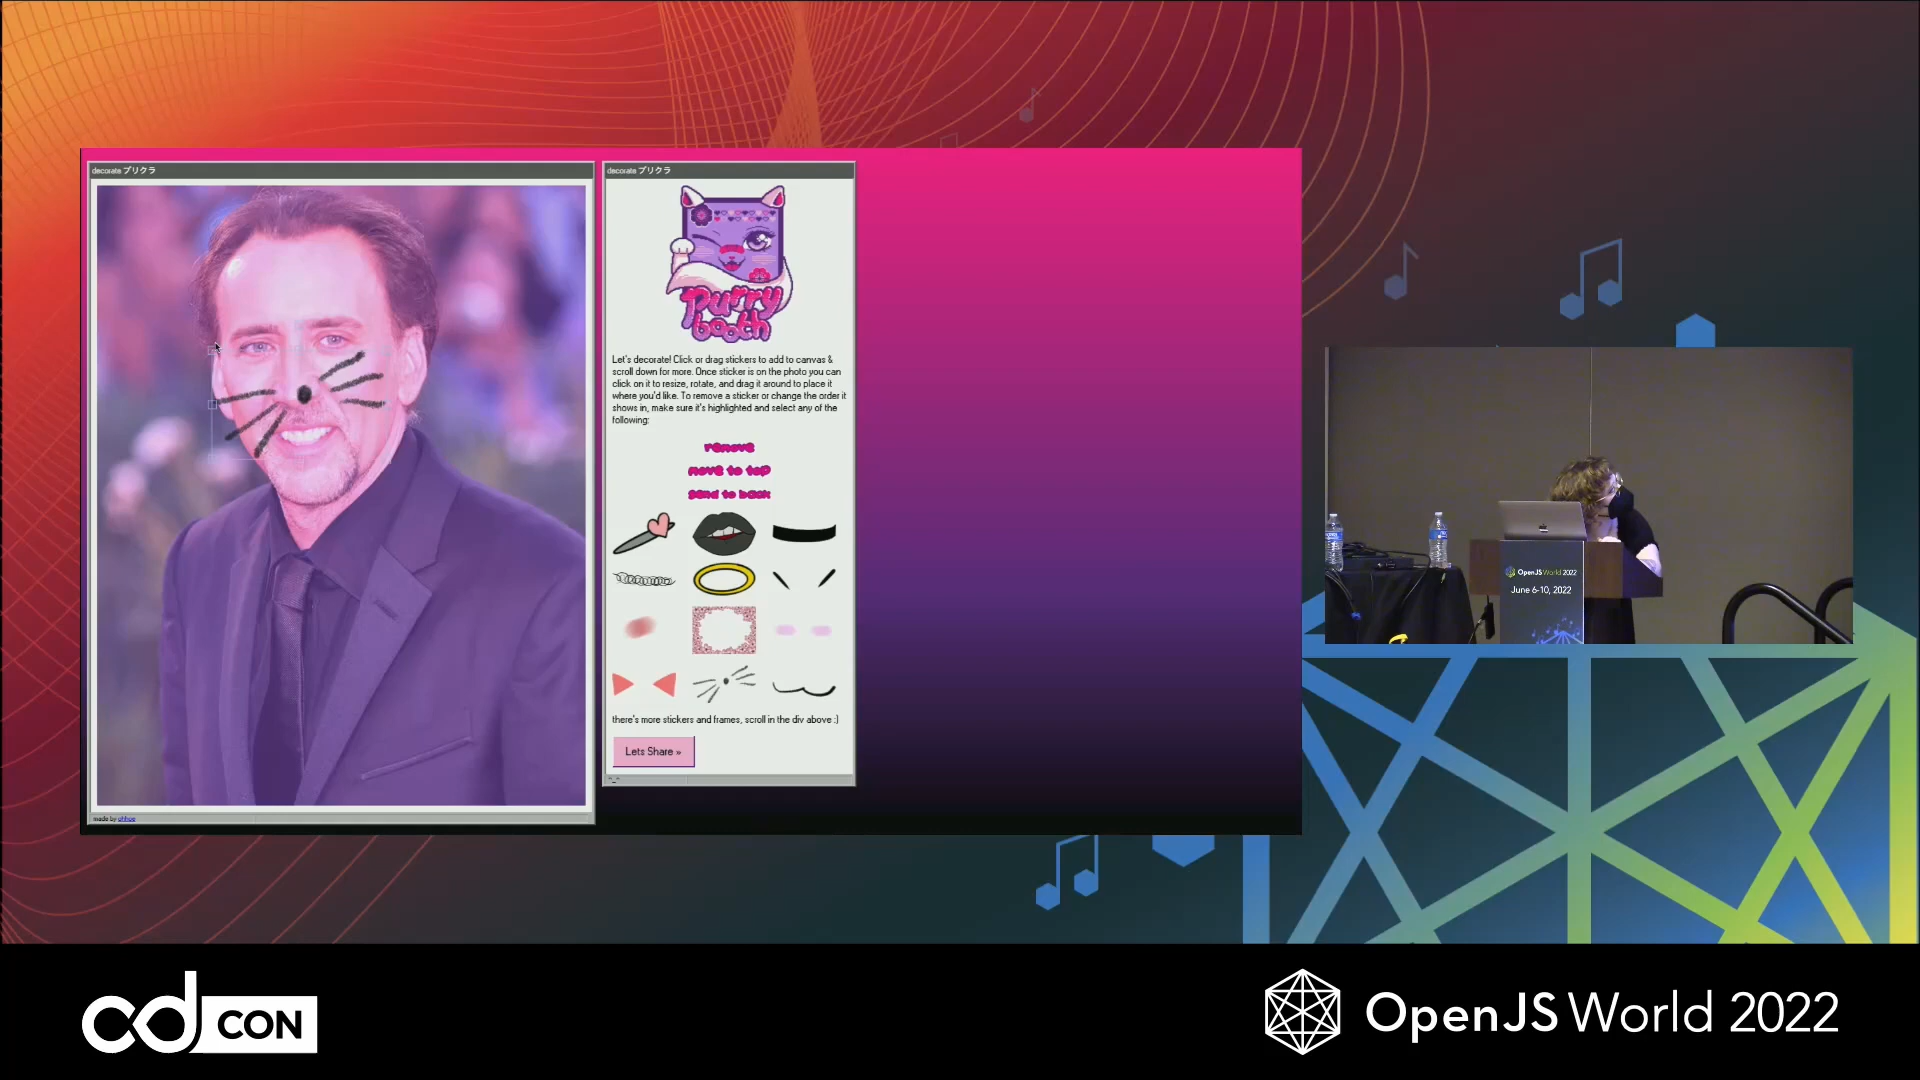 decorate プリクラ
made by ohhoe
decorate プリクラ
Purry
booth
Let's decorate! Click or drag stickers to add to canvas &
scroll down for more. Once sticker is on the photo you can
click on it to resize, rotate, and drag it around to place it
where you'd like. To remove a sticker or change the order it
shows in, make sure it's highlighted and select any of the
following:
remove
move to top
send to back
there's more stickers and frames, scroll in the div above :)
Lets Share »
^_^
OpenJS World 2022
June 6-10, 2022
cd CON
OpenJS World 2022